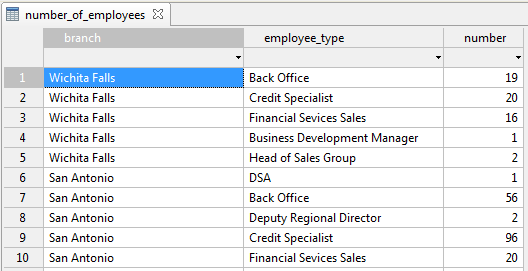 number_of_employees
branch employee_type number
1 Wichita Falls Back Office 19
2 Wichita Falls Credit Specialist 20
3 Wichita Falls Financial Sevices Sales 16
4 Wichita Falls Business Development Manager 1
5 Wichita Falls Head of Sales Group 2
6 San Antonio DSA 1
7 San Antonio Back Office 56
8 San Antonio Deputy Regional Director 2
9 San Antonio Credit Specialist 96
10 San Antonio Financial Sevices Sales 20